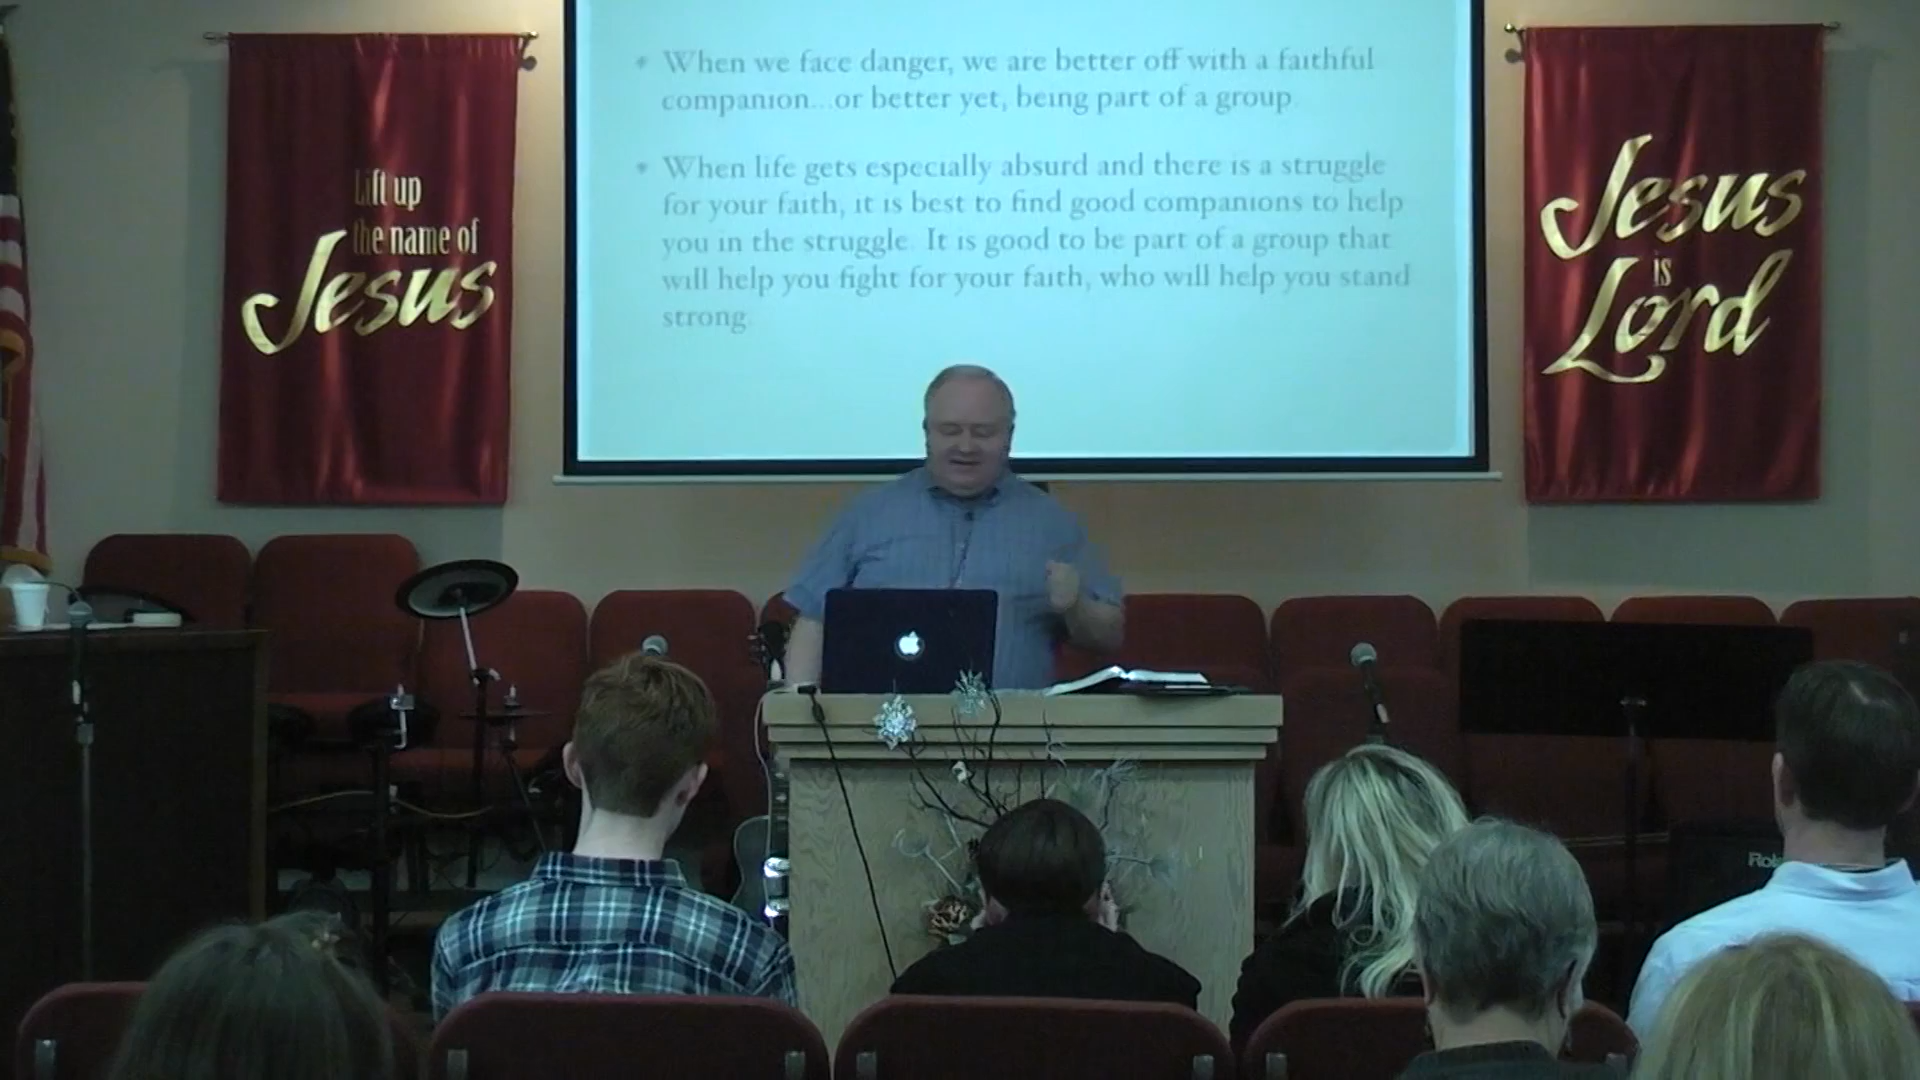 When we face danger, we are better off with a faithful
companion...or better yet, being part of a group.
When life gets especially absurd and there is a struggle
for your faith, it is best to find good companions to help
you in the struggle. It is good to be part of a group that
will help you fight for your faith, who will help you stand
strong.
Lift up
the name of
Jesus
Jesus
is
Lord